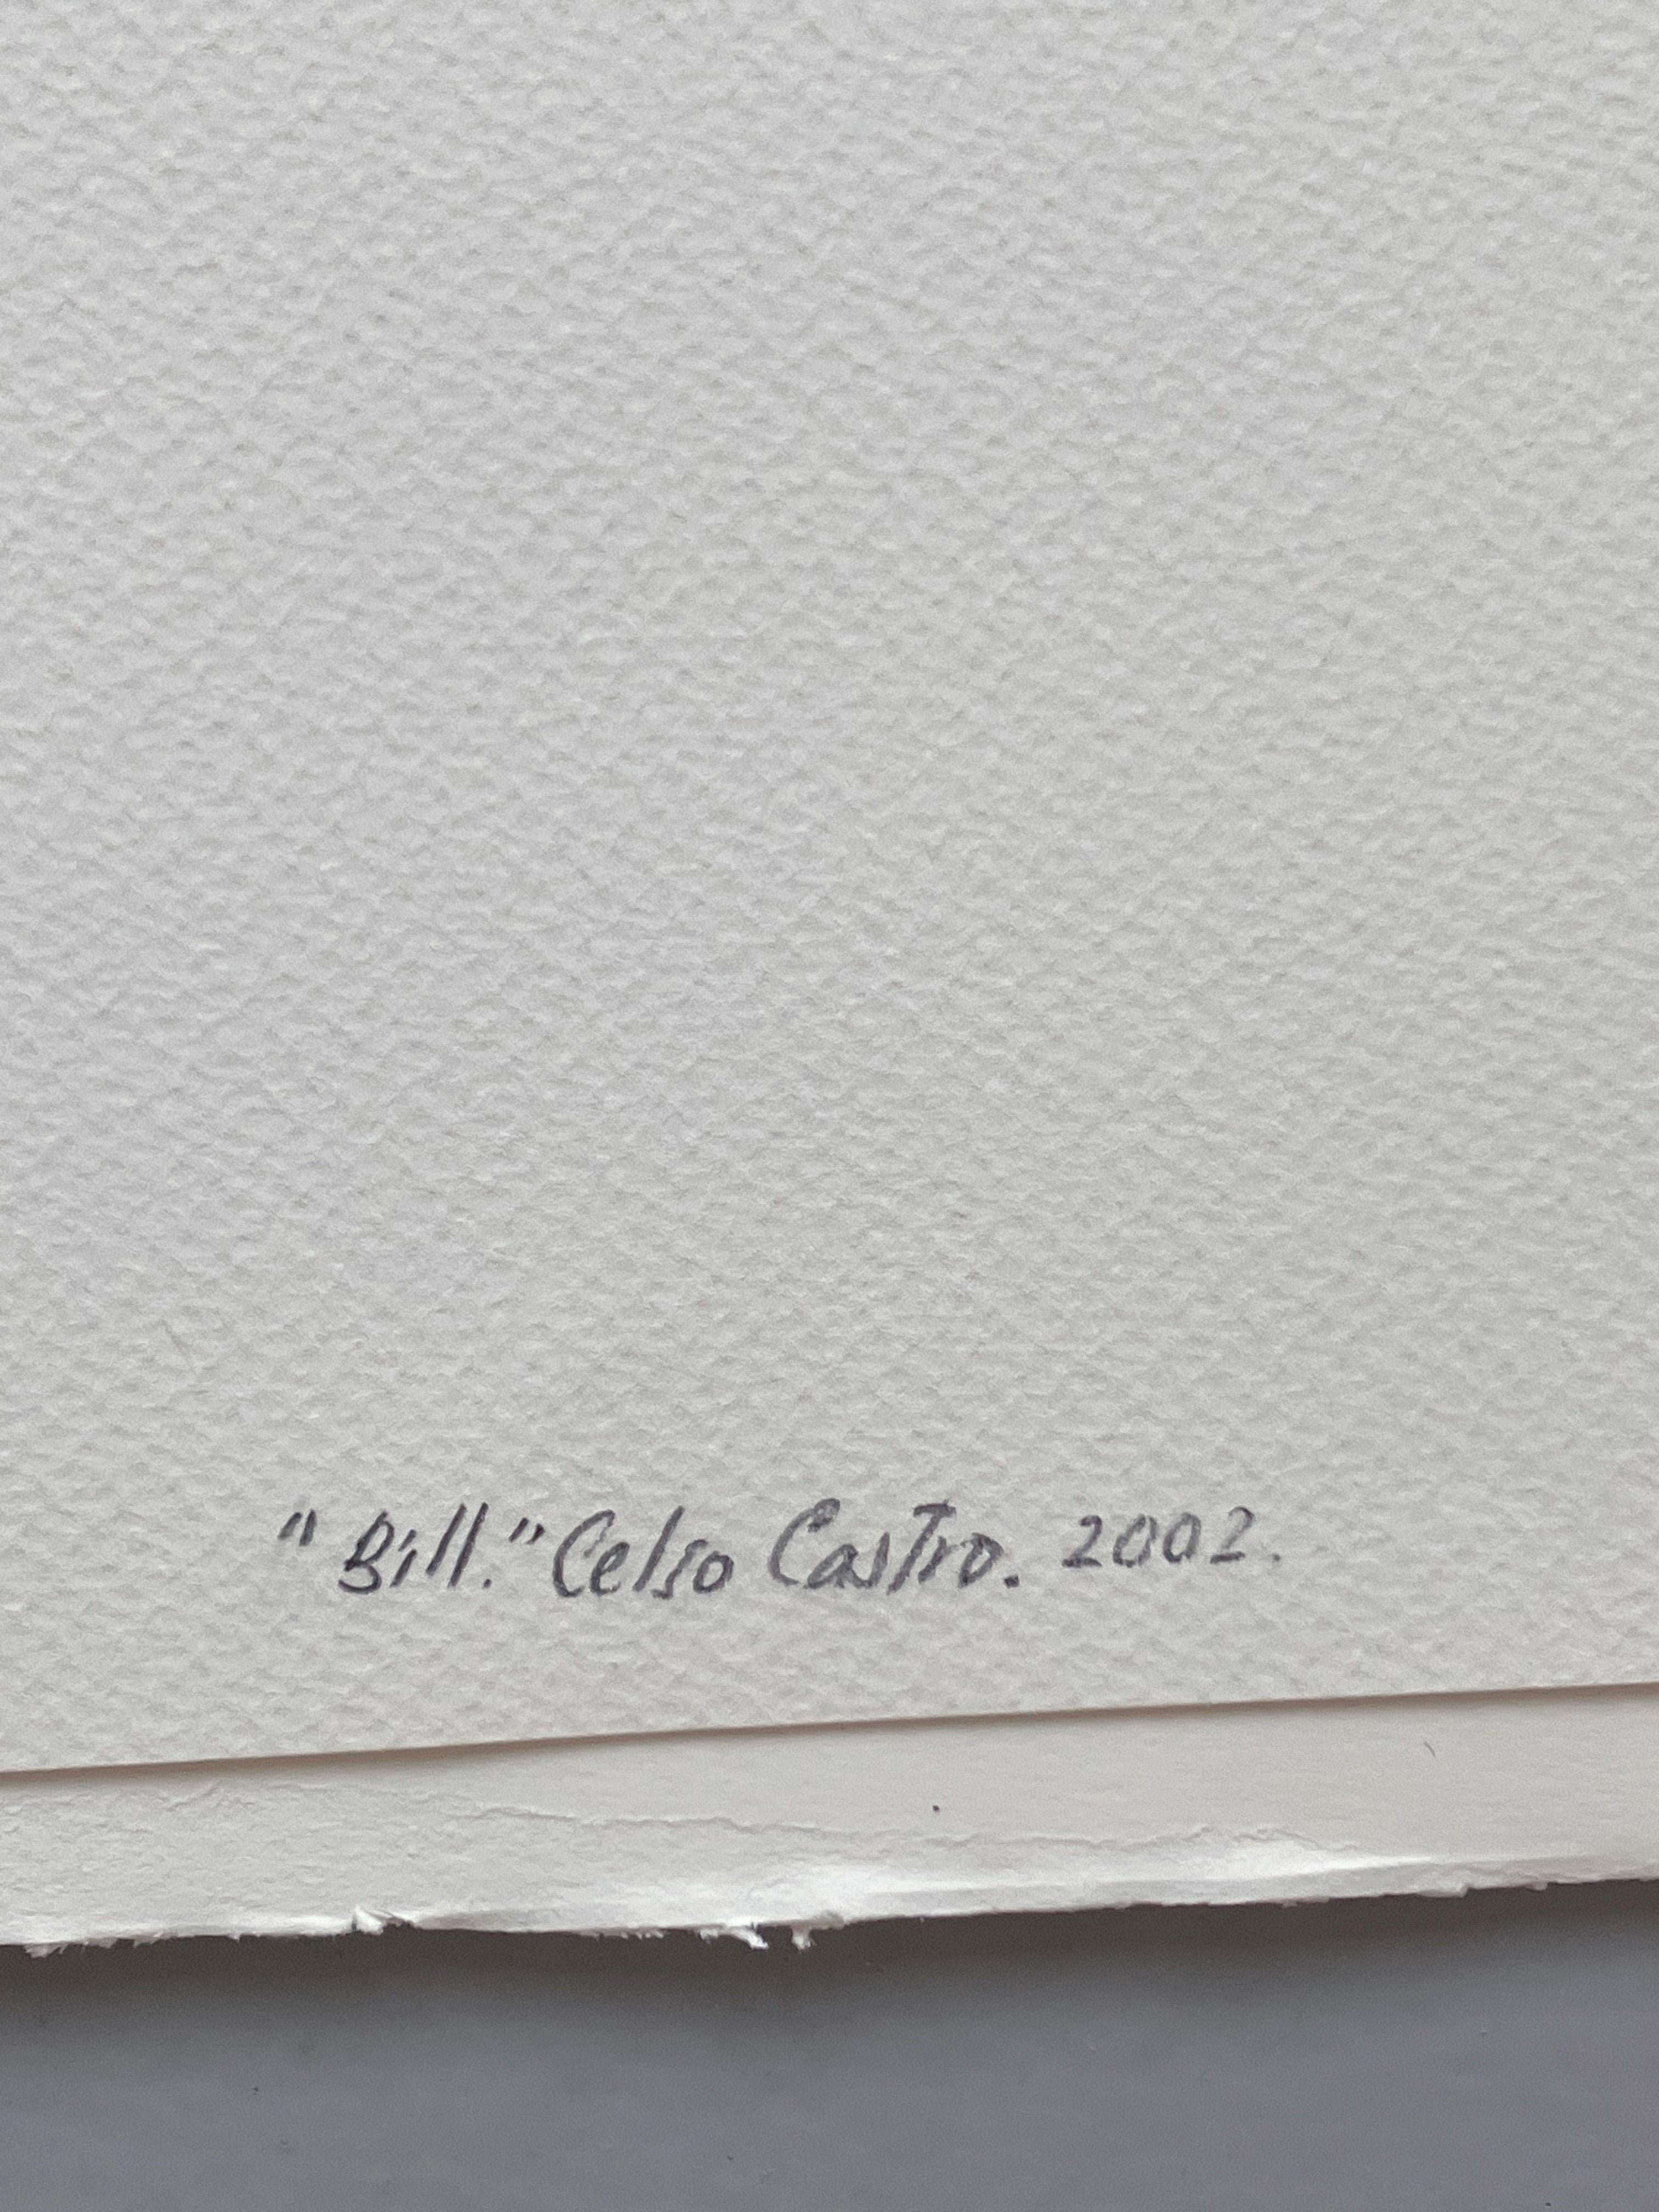 "Bill." Celso Castro. 2002.